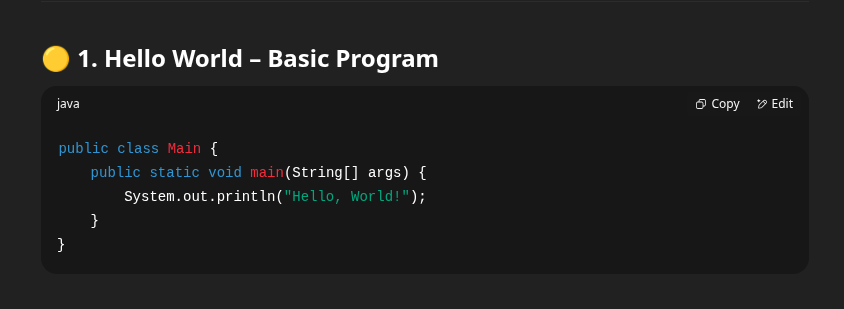 🟡 1. Hello World – Basic Program
java
Copy
Edit
public class Main {
    public static void main(String[] args) {
        System.out.println("Hello, World!");
    }
}